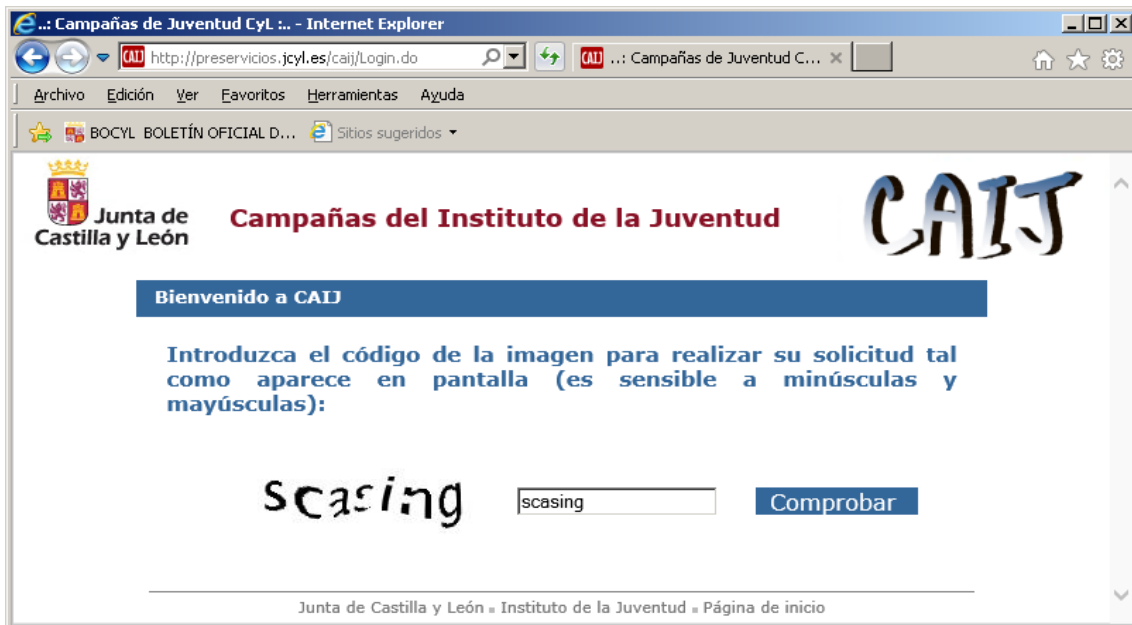 ..: Campañas de Juventud CyL :.. - Internet Explorer
http://preservicios.jcyl.es/caij/Login.do
CAIJ ..: Campañas de Juventud C...
Archivo Edición Ver Favoritos Herramientas Ayuda
BOCYL BOLETÍN OFICIAL D... Sitios sugeridos
Junta de
Castilla y León
Campañas del Instituto de la Juventud
CAIJ
Bienvenido a CAIJ
Introduzca el código de la imagen para realizar su solicitud tal
como aparece en pantalla (es sensible a minúsculas y
mayúsculas):
scasing
scasing
Comprobar
Junta de Castilla y León Instituto de la Juventud Página de inicio